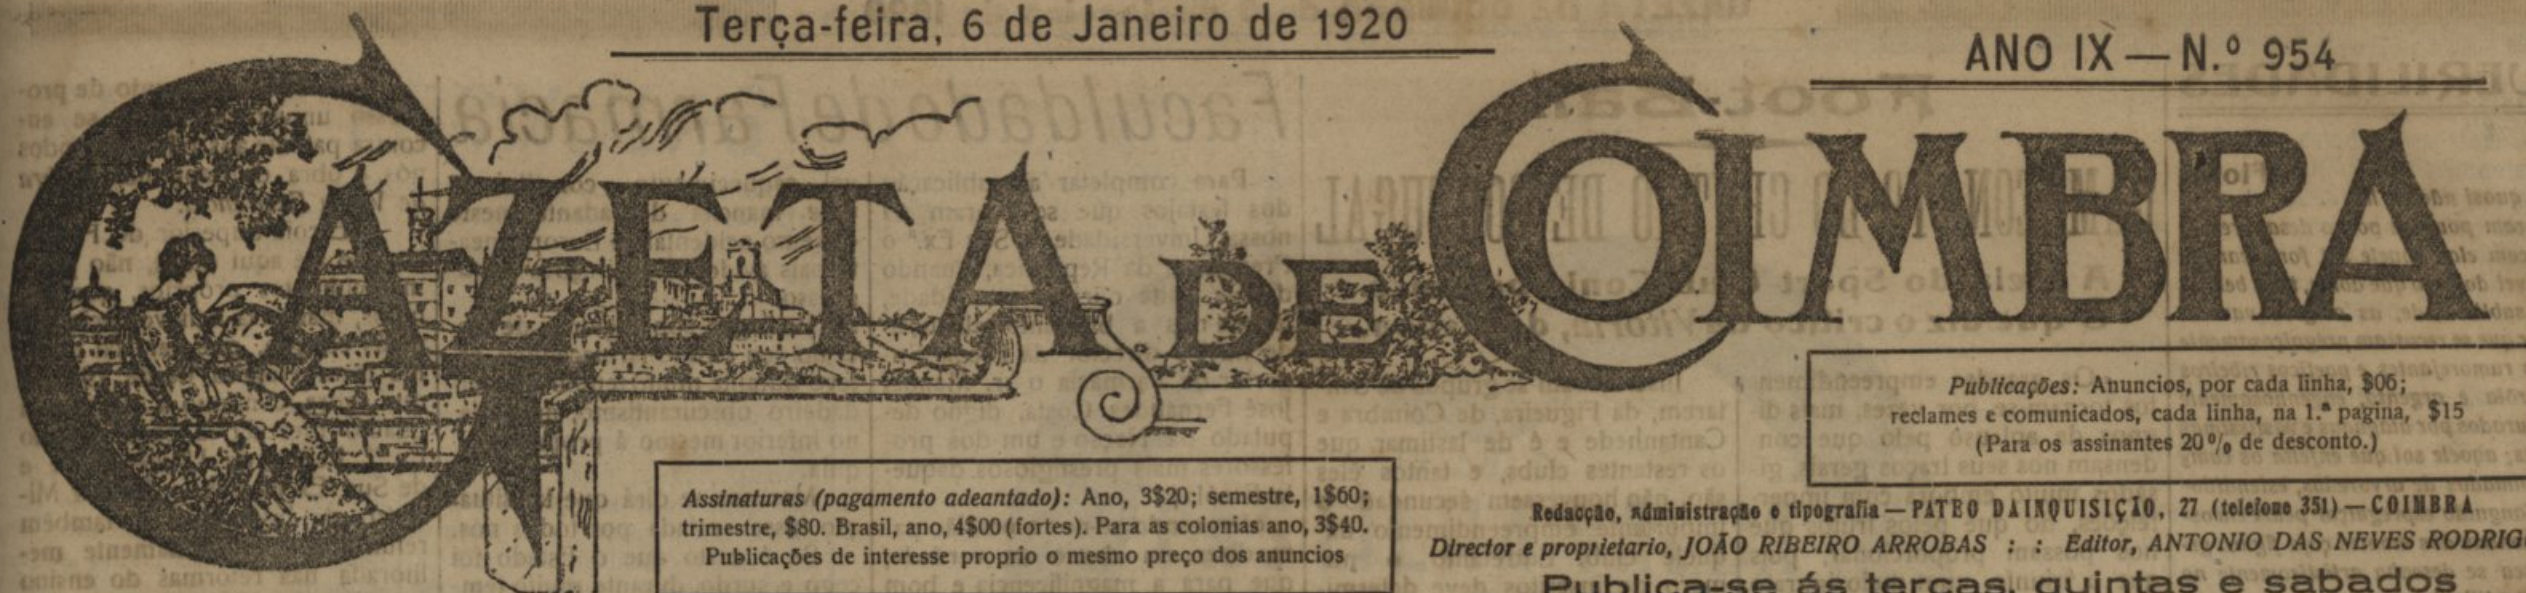 Terça-feira, 6 de Janeiro de 1920
ANO IX — N.º 954
GAZETA DE COIMBRA
Publicações: Anuncios, por cada linha, $06;
reclames e comunicados, cada linha, na 1.ª pagina, $15
(Para os assinantes 20% de desconto.)
Assinaturas (pagamento adeantado): Ano, 3$20; semestre, 1$60;
trimestre, $80. Brasil, ano, 4$00 (fortes). Para as colonias ano, 3$40.
Publicações de interesse proprio o mesmo preço dos anuncios
Redacção, administração e tipografia — PATEO DA INQUISIÇÃO, 27 (telefone 351) — COIMBRA
Director e proprietario, JOÃO RIBEIRO ARROBAS : : Editor, ANTONIO DAS NEVES RODRIG
Publica-se ás terças, quintas e sabados